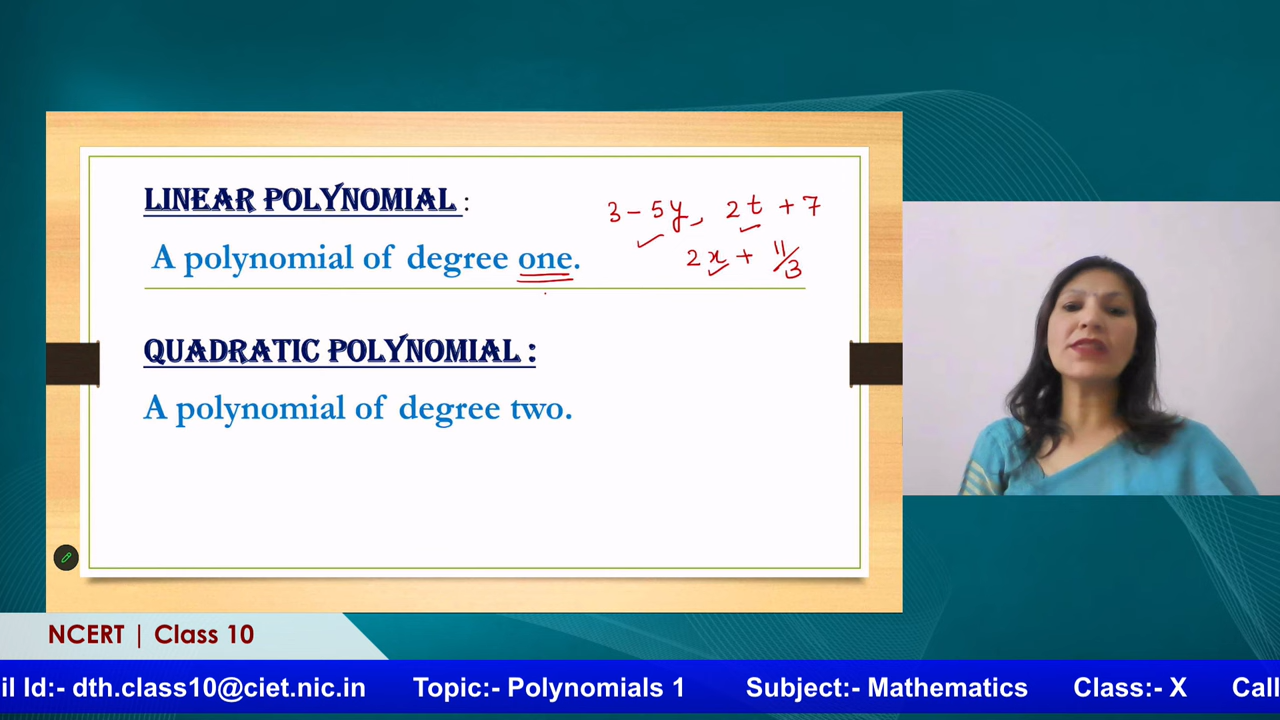 LINEAR POLYNOMIAL :
3 - 5y, 2t + 7
A polynomial of degree one.
2x + 11/3
QUADRATIC POLYNOMIAL :
A polynomial of degree two.
NCERT | Class 10
il Id:- dth.class10@ciet.nic.in Topic:- Polynomials 1 Subject:- Mathematics Class:- X Call